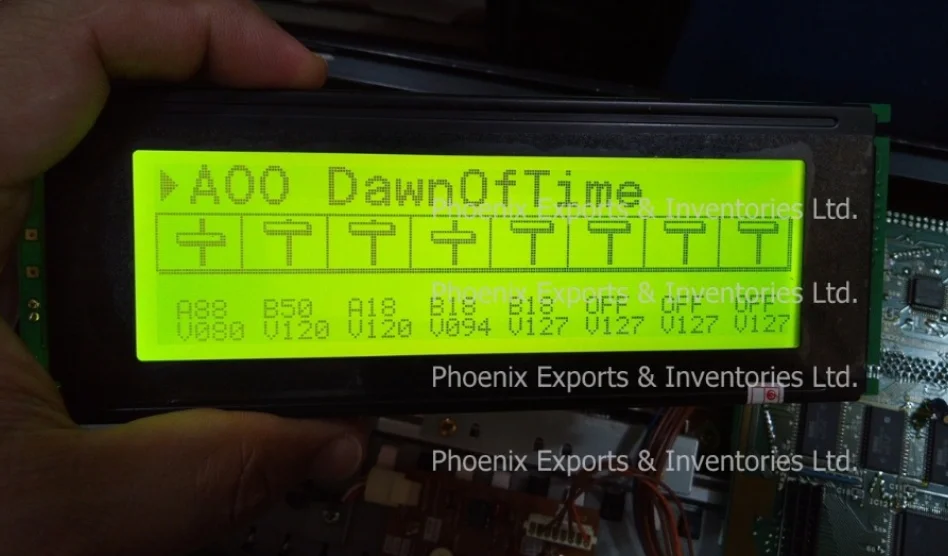 A00 DawnOfTime
A88 B50 A18 B18 B18 OFF OFF OFF
V080 V120 V120 V094 V127 V127 V127 V127
Phoenix Exports & Inventories Ltd.
Phoenix Exports & Inventories Ltd.
Phoenix Exports & Inventories Ltd.
Phoenix Exports & Inventories Ltd.